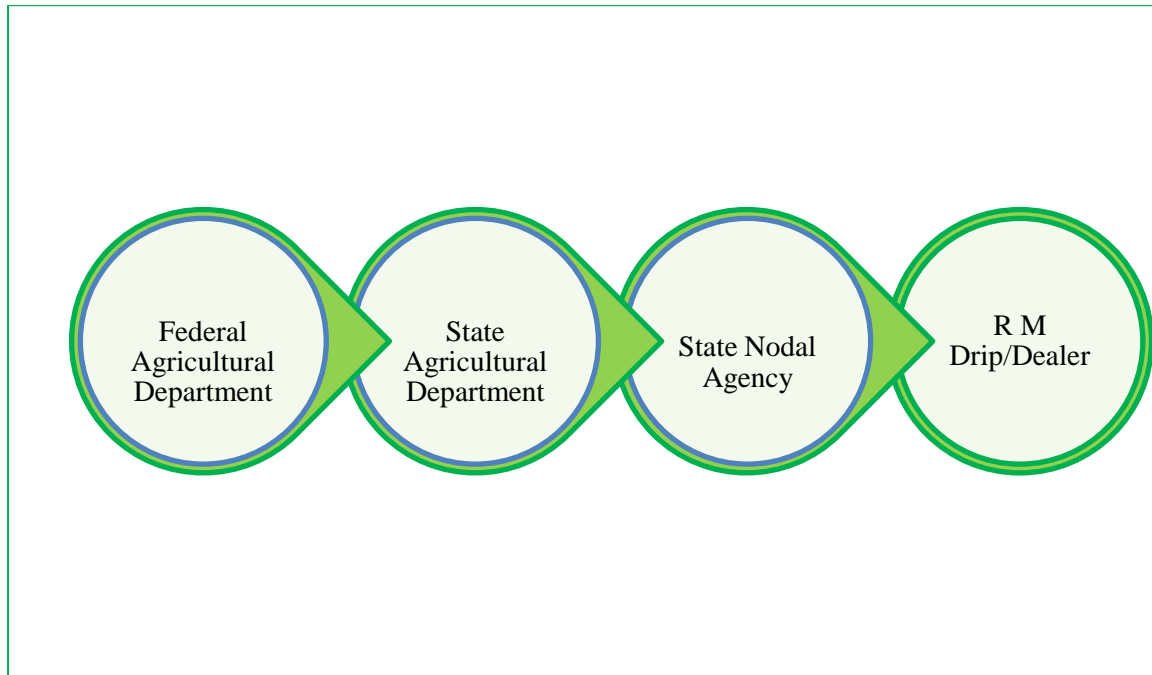 Federal
Agricultural
Department
State
Agricultural
Department
State Nodal
Agency
R M
Drip/Dealer